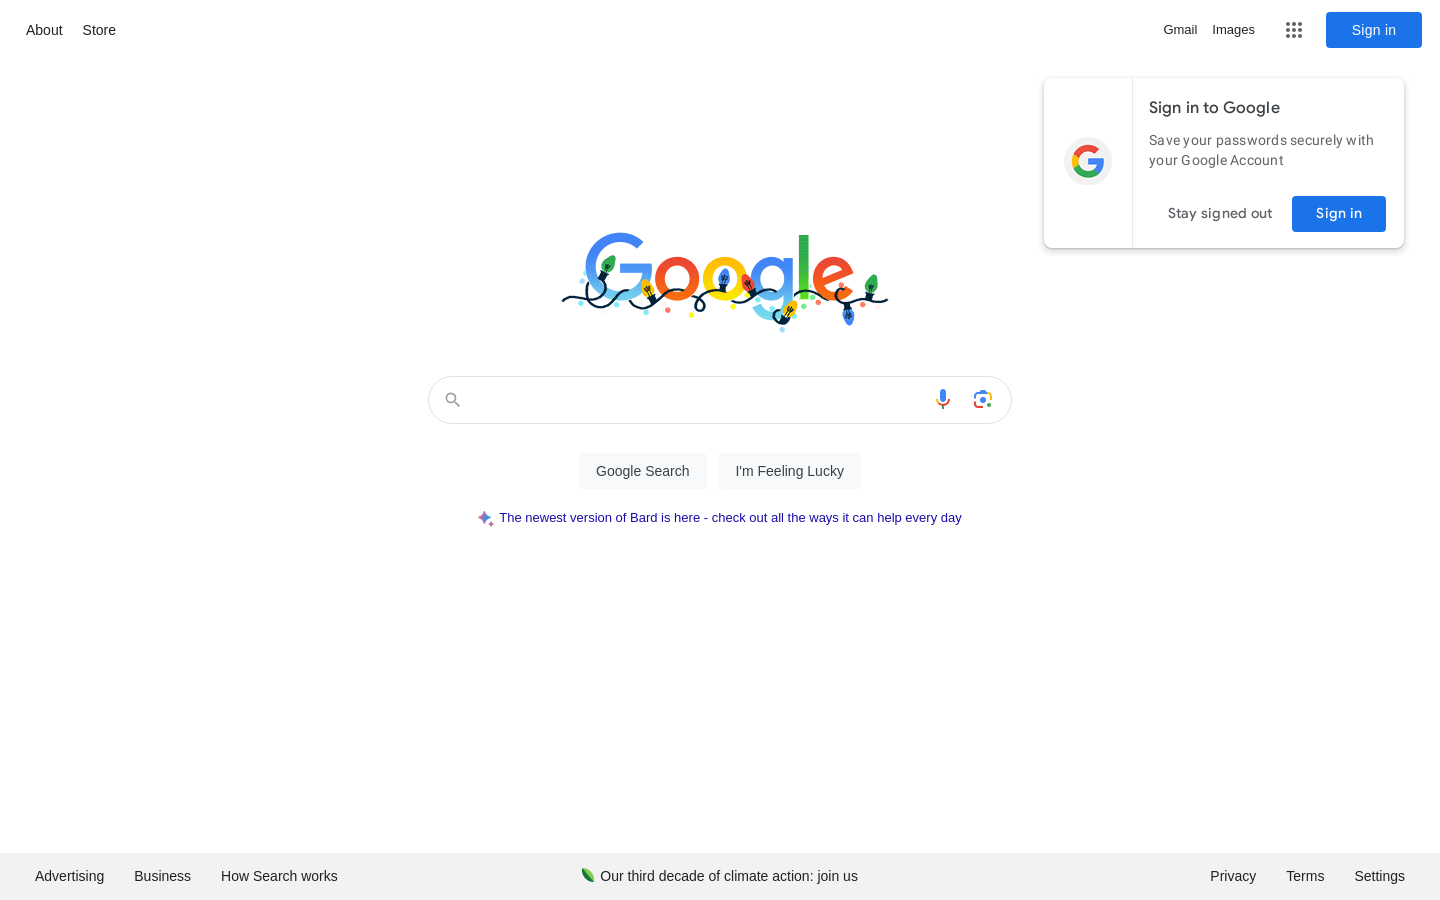 About
Store
Gmail
Images
Sign in
Sign in to Google
Save your passwords securely with
your Google Account
Stay signed out
Sign in
Google
Google Search
I'm Feeling Lucky
The newest version of Bard is here - check out all the ways it can help every day
Advertising
Business
How Search works
Our third decade of climate action: join us
Privacy
Terms
Settings